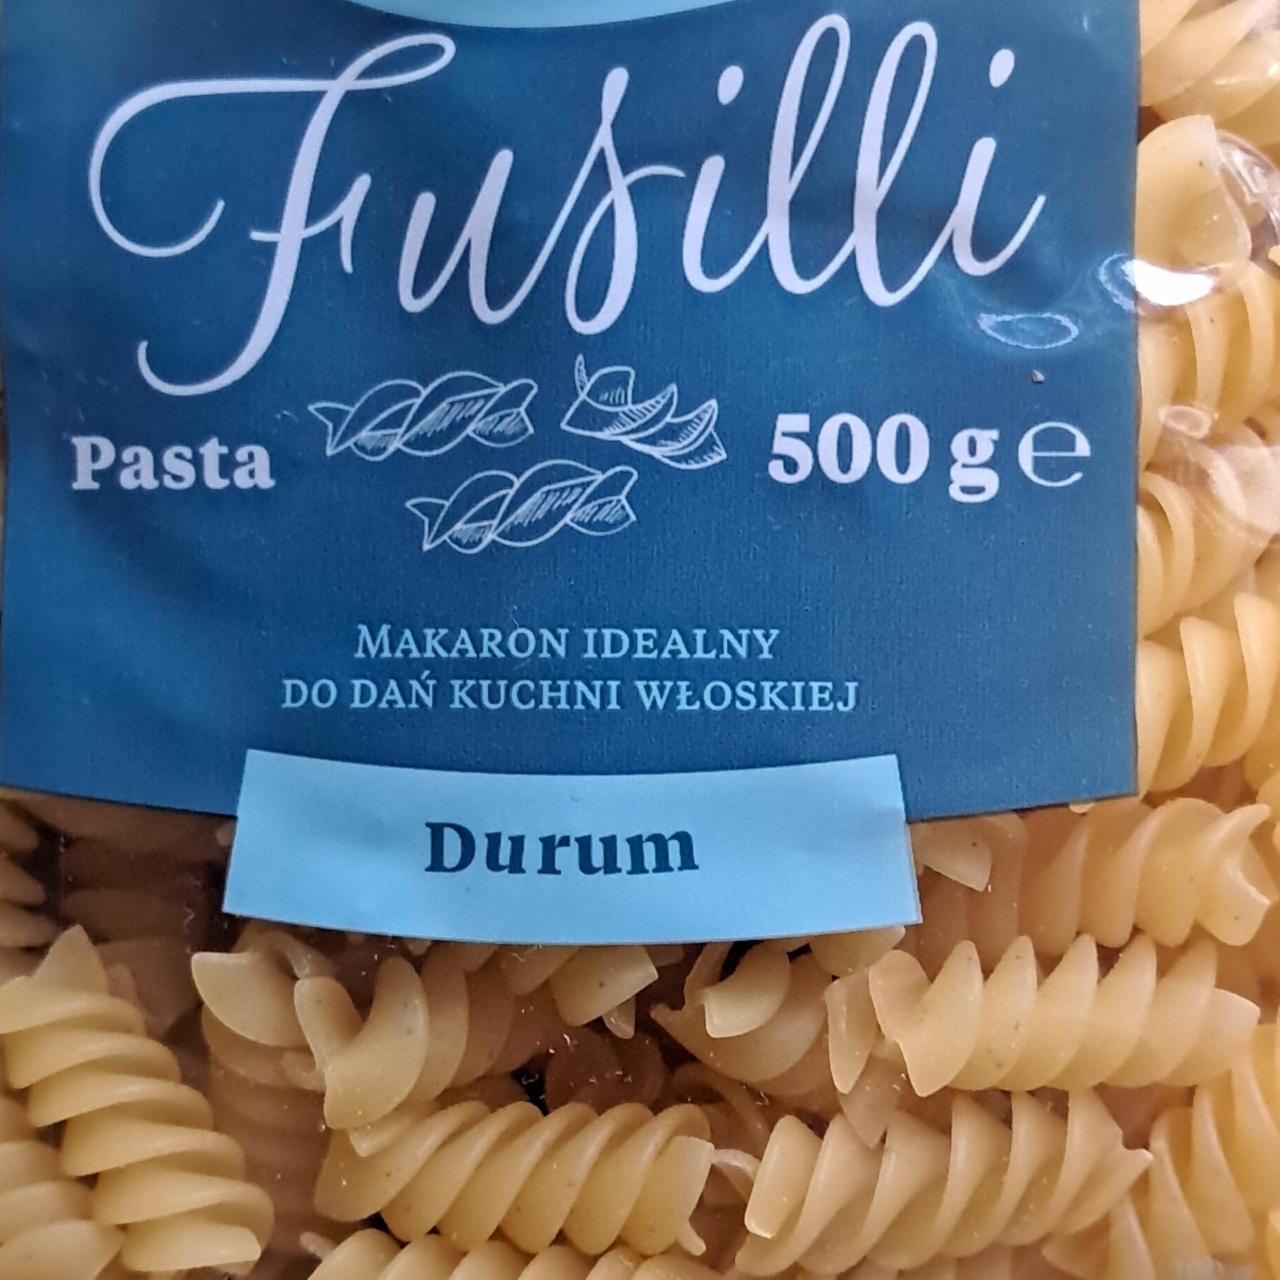 Fusilli
Pasta 500 g ℮
MAKARON IDEALNY
DO DAŃ KUCHNI WŁOSKIEJ
Durum